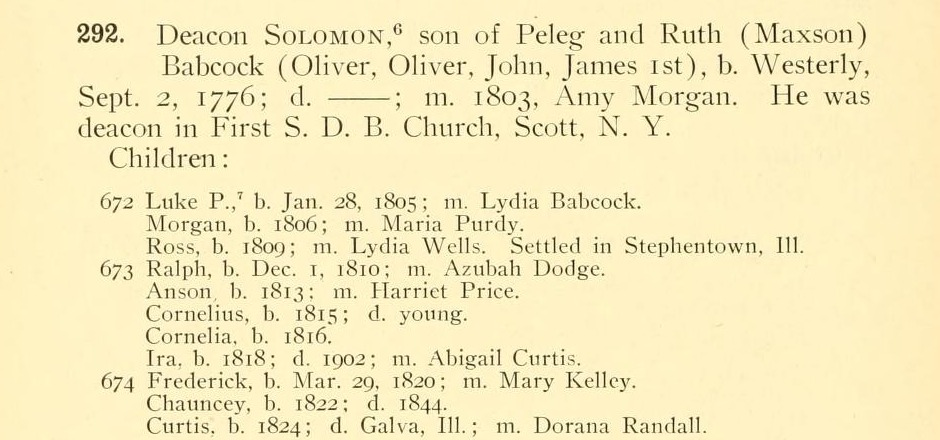 292. Deacon SOLOMON,⁶ son of Peleg and Ruth (Maxson)
Babcock (Oliver, Oliver, John, James 1st), b. Westerly,
Sept. 2, 1776; d. ——; m. 1803, Amy Morgan. He was
deacon in First S. D. B. Church, Scott, N. Y.
Children:
672 Luke P.,⁷ b. Jan. 28, 1805; m. Lydia Babcock.
Morgan, b. 1806; m. Maria Purdy.
Ross, b. 1809; m. Lydia Wells. Settled in Stephentown, Ill.
673 Ralph, b. Dec. 1, 1810; m. Azubah Dodge.
Anson, b. 1813; m. Harriet Price.
Cornelius, b. 1815; d. young.
Cornelia, b. 1816.
Ira, b. 1818; d. 1902; m. Abigail Curtis.
674 Frederick, b. Mar. 29, 1820; m. Mary Kelley.
Chauncey, b. 1822; d. 1844.
Curtis, b. 1824; d. Galva, Ill.; m. Dorana Randall.